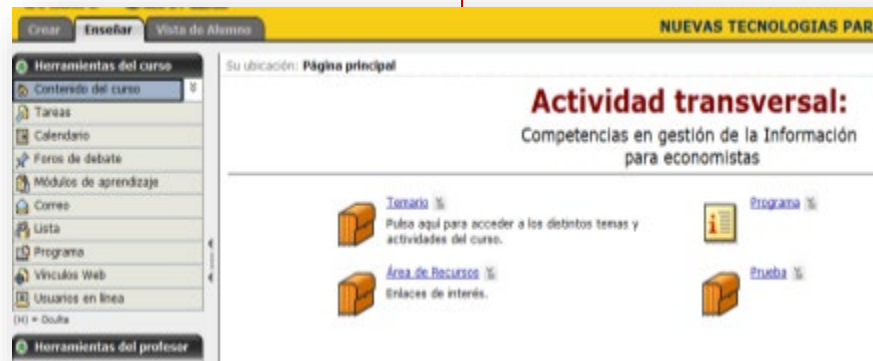 Crear Enseñar Vista de Alumno
NUEVAS TECNOLOGIAS PAR
Herramientas del curso
Contenido del curso
Tareas
Calendario
Foros de debate
Módulos de aprendizaje
Correo
Lista
Programa
Vínculos Web
Usuarios en línea
(H) = Oculta
Herramientas del profesor
Su ubicación: Página principal
Actividad transversal:
Competencias en gestión de la Información
para economistas
Temario
Pulsa aquí para acceder a los distintos temas y
actividades del curso.
Programa
Área de Recursos
Enlaces de interés.
Prueba